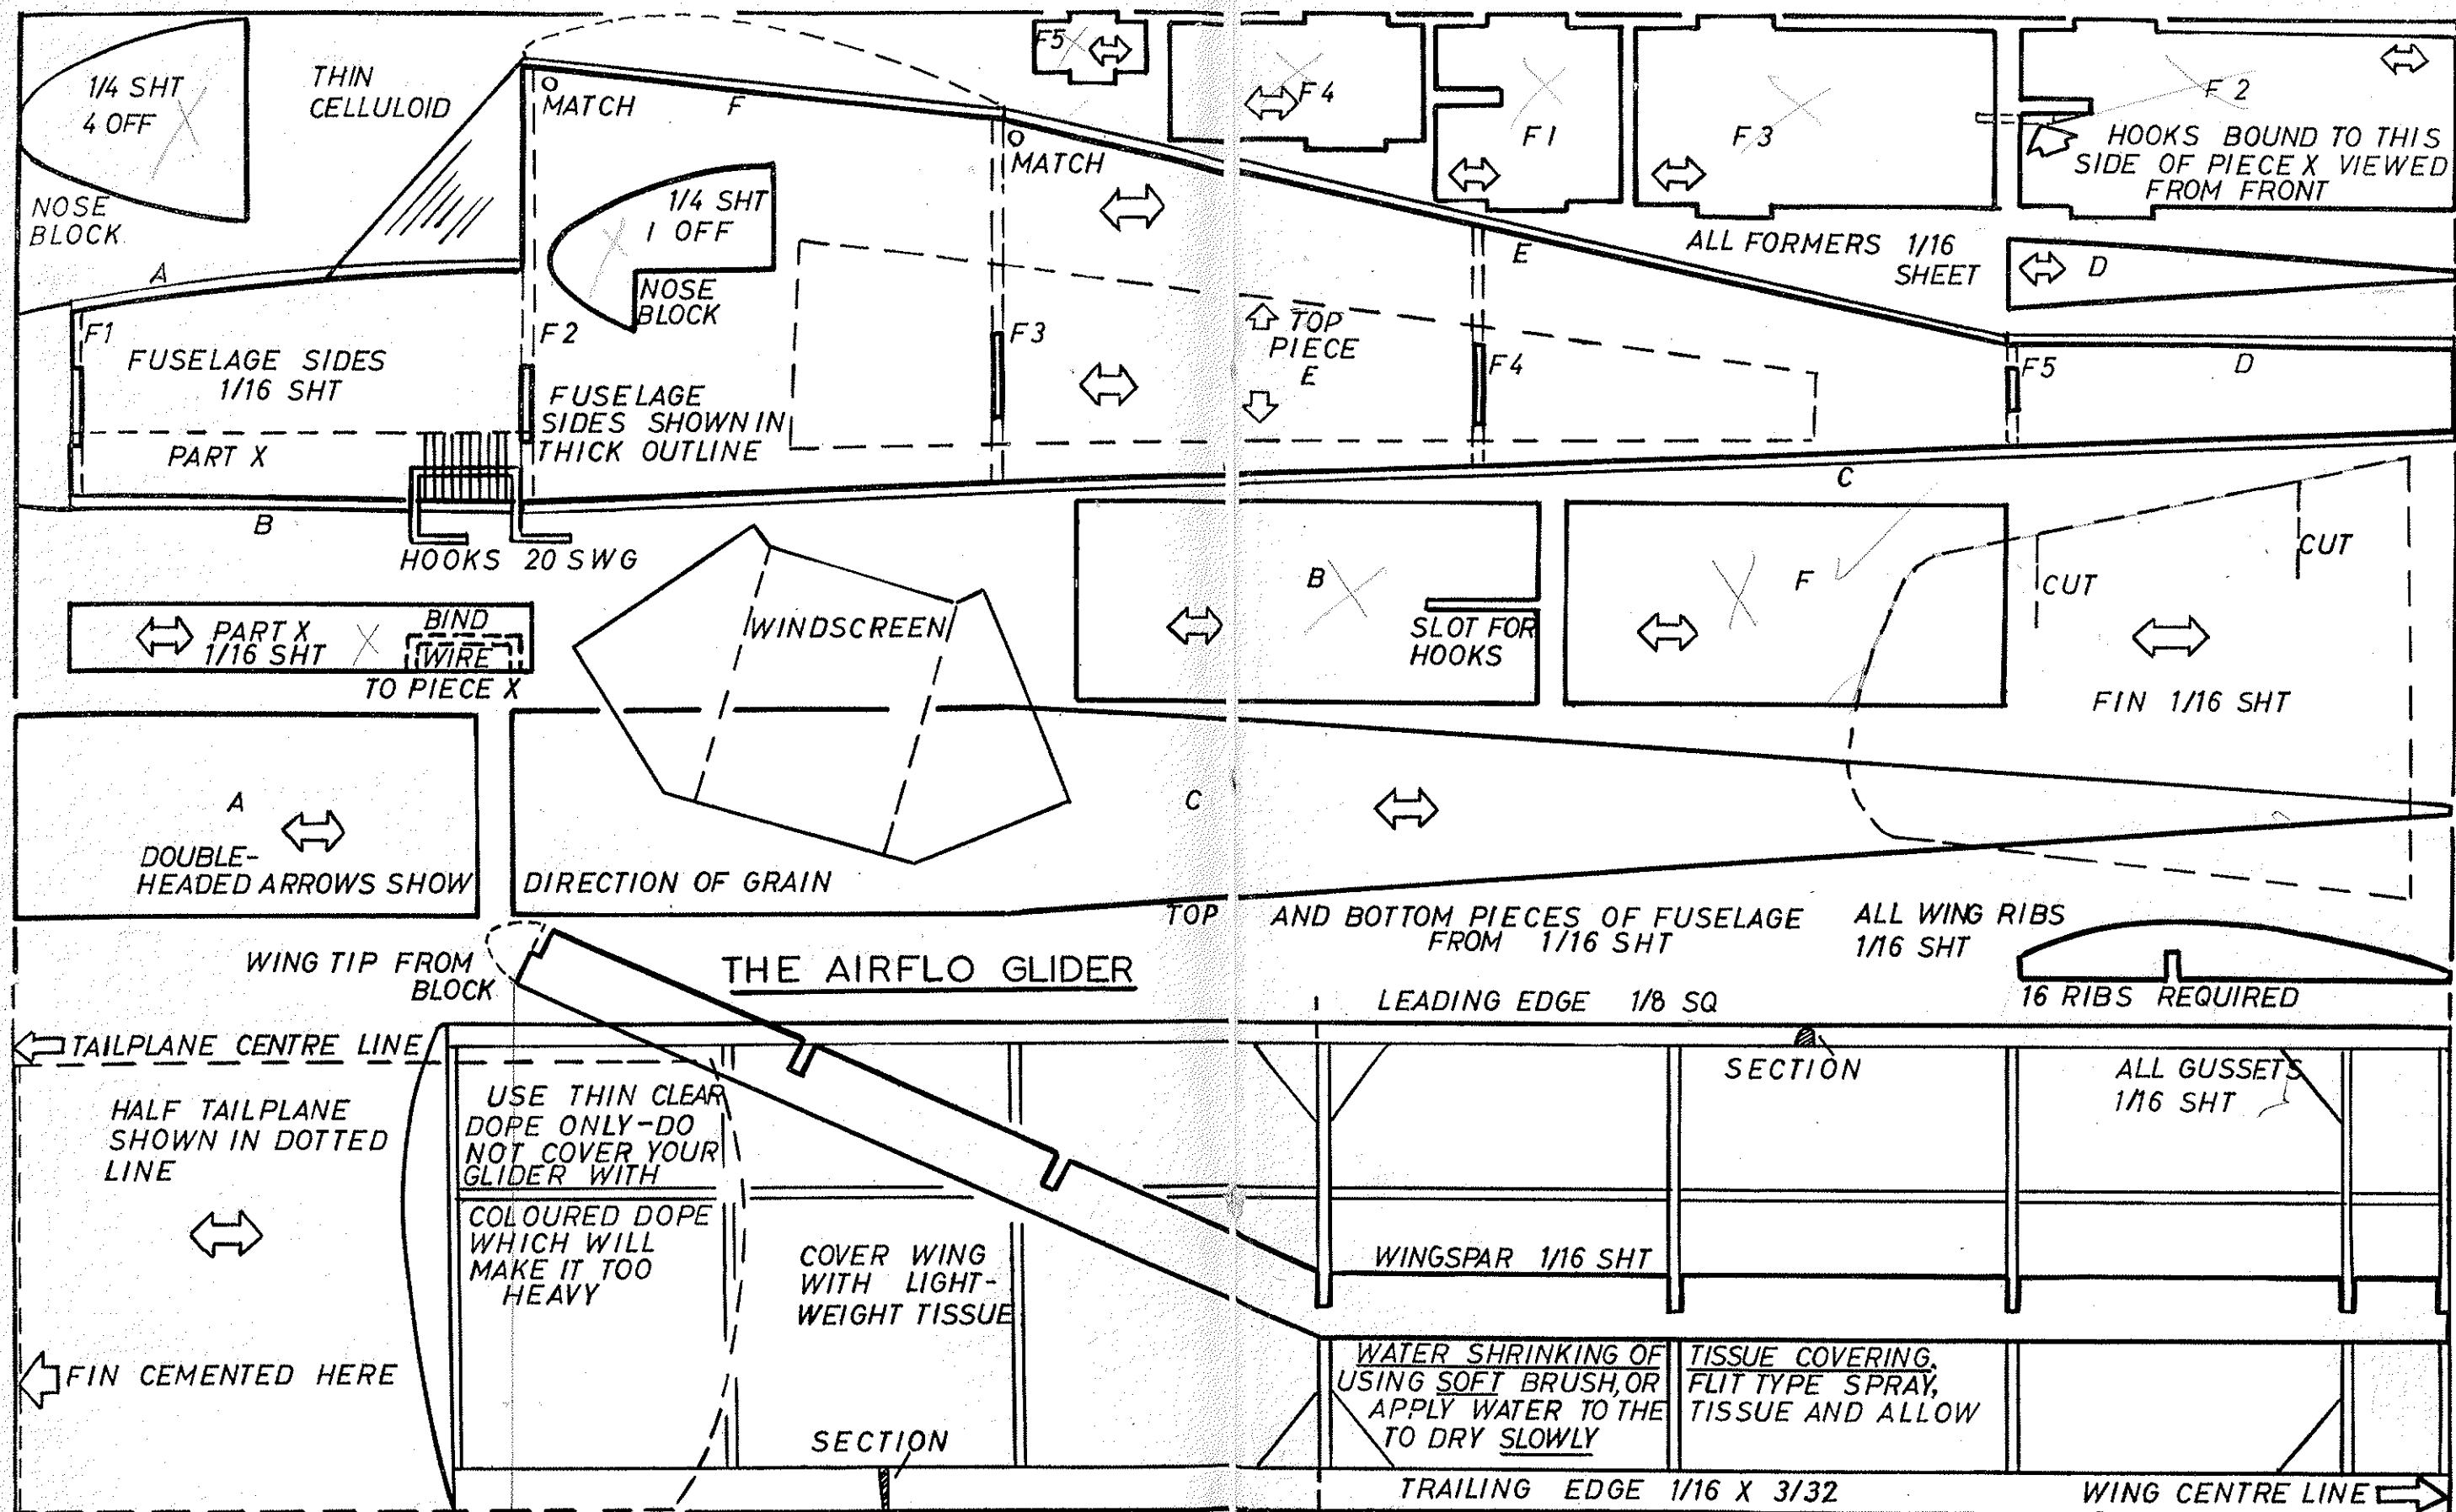 1/4 SHT
4 OFF
NOSE
BLOCK
THIN
CELLULOID
MATCH
F
MATCH
F5
F4
F1
F3
F2
HOOKS BOUND TO THIS
SIDE OF PIECE X VIEWED
FROM FRONT
1/4 SHT
1 OFF
NOSE
BLOCK
ALL FORMERS 1/16
SHEET
D
A
E
F1
FUSELAGE SIDES
1/16 SHT
F2
FUSELAGE
SIDES SHOWN IN
THICK OUTLINE
F3
TOP
PIECE
E
F4
F5
D
PART X
B
C
HOOKS 20 SWG
PART X
1/16 SHT
BIND
WIRE
TO PIECE X
WINDSCREEN
B
SLOT FOR
HOOKS
F
CUT
CUT
FIN 1/16 SHT
A
C
DOUBLE-
HEADED ARROWS SHOW DIRECTION OF GRAIN
TOP AND BOTTOM PIECES OF FUSELAGE
FROM 1/16 SHT
ALL WING RIBS
1/16 SHT
16 RIBS REQUIRED
WING TIP FROM
BLOCK
THE AIRFLO GLIDER
LEADING EDGE 1/8 SQ
TAILPLANE CENTRE LINE
SECTION
ALL GUSSETS
1/16 SHT
HALF TAILPLANE
SHOWN IN DOTTED
LINE
USE THIN CLEAR
DOPE ONLY-DO
NOT COVER YOUR
GLIDER WITH
COLOURED DOPE
WHICH WILL
MAKE IT TOO
HEAVY
COVER WING
WITH LIGHT-
WEIGHT TISSUE
WINGSPAR 1/16 SHT
FIN CEMENTED HERE
WATER SHRINKING OF TISSUE COVERING,
USING SOFT BRUSH, OR FLIT TYPE SPRAY,
APPLY WATER TO THE TISSUE AND ALLOW
TO DRY SLOWLY
SECTION
TRAILING EDGE 1/16 X 3/32
WING CENTRE LINE